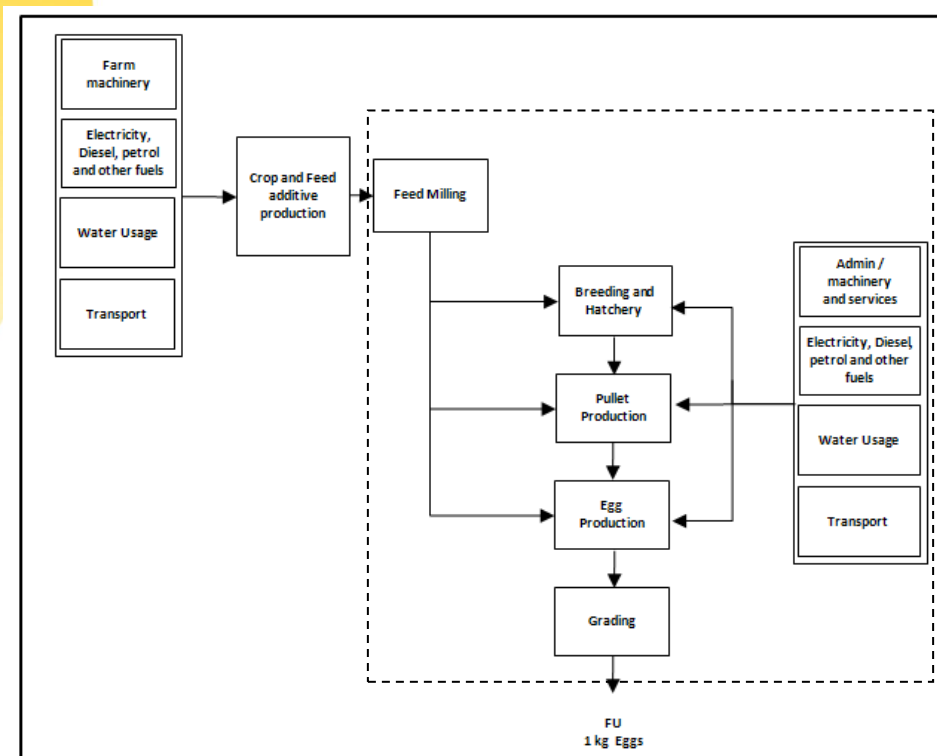 Farm
machinery
Electricity,
Diesel, petrol
and other fuels
Water Usage
Transport
Crop and Feed
additive
production
Feed Milling
Breeding and
Hatchery
Pullet
Production
Egg
Production
Grading
Admin /
machinery
and services
Electricity, Diesel,
petrol and other
fuels
Water Usage
Transport
FU
1 kg Eggs